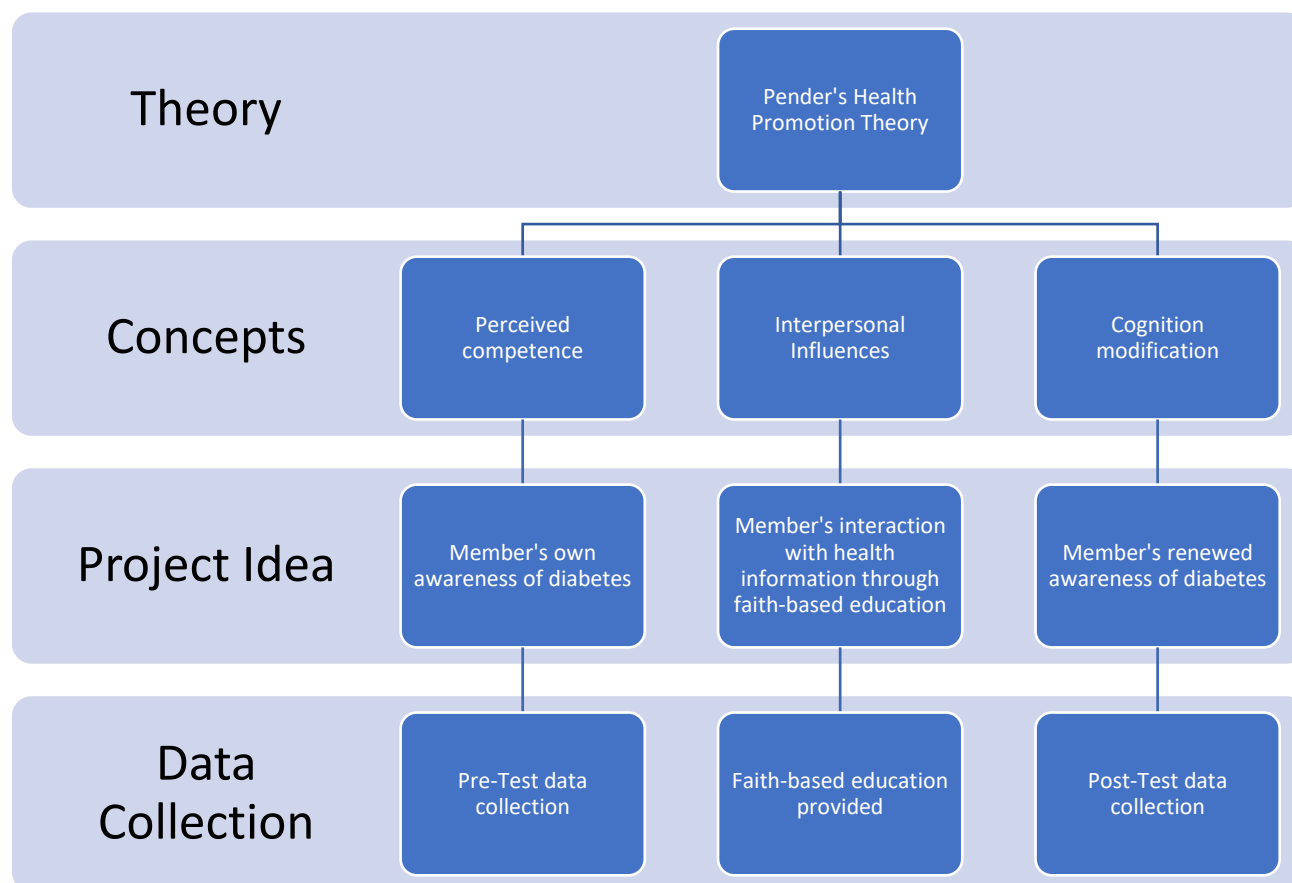 Theory
Pender's Health
Promotion Theory
Concepts
Perceived
competence
Interpersonal
Influences
Cognition
modification
Project Idea
Member's own
awareness of diabetes
Member's interaction
with health
information through
faith-based education
Member's renewed
awareness of diabetes
Data
Collection
Pre-Test data
collection
Faith-based education
provided
Post-Test data
collection